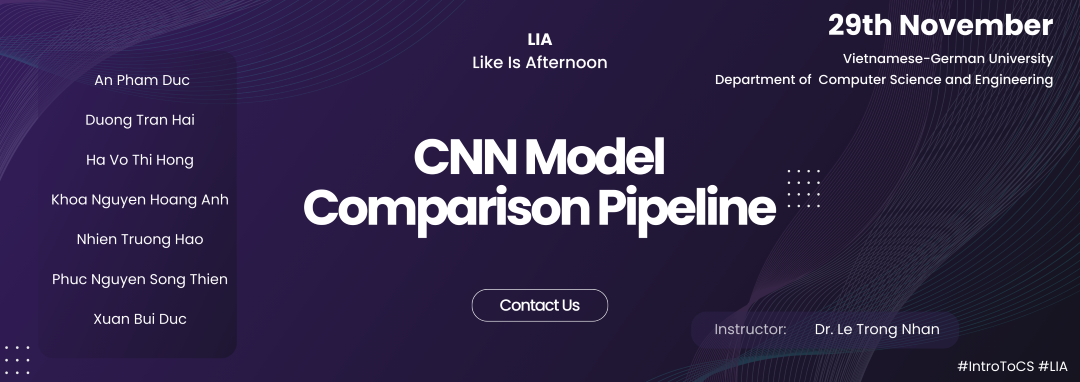 An Pham Duc
Duong Tran Hai
Ha Vo Thi Hong
Khoa Nguyen Hoang Anh
Nhien Truong Hao
Phuc Nguyen Song Thien
Xuan Bui Duc
LIA
Like Is Afternoon
CNN Model
Comparison Pipeline
Contact Us
29th November
Vietnamese-German University
Department of Computer Science and Engineering
Instructor: Dr. Le Trong Nhan
#IntroToCS #LIA